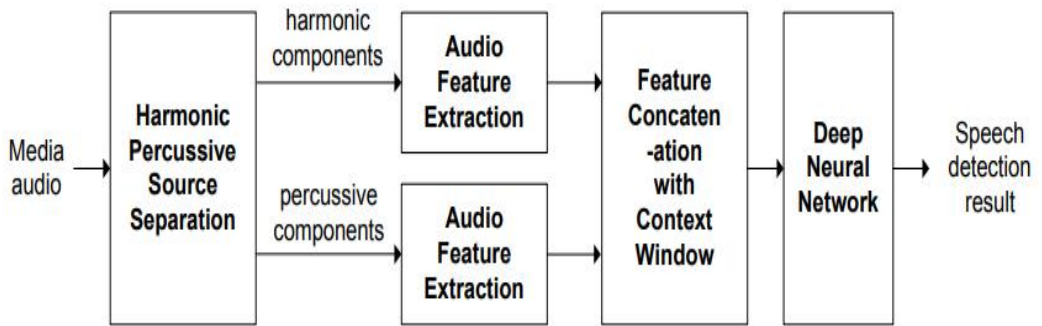 Media
audio
Harmonic
Percussive
Source
Separation
harmonic
components
percussive
components
Audio
Feature
Extraction
Audio
Feature
Extraction
Feature
Concaten
-ation
with
Context
Window
Deep
Neural
Network
Speech
detection
result